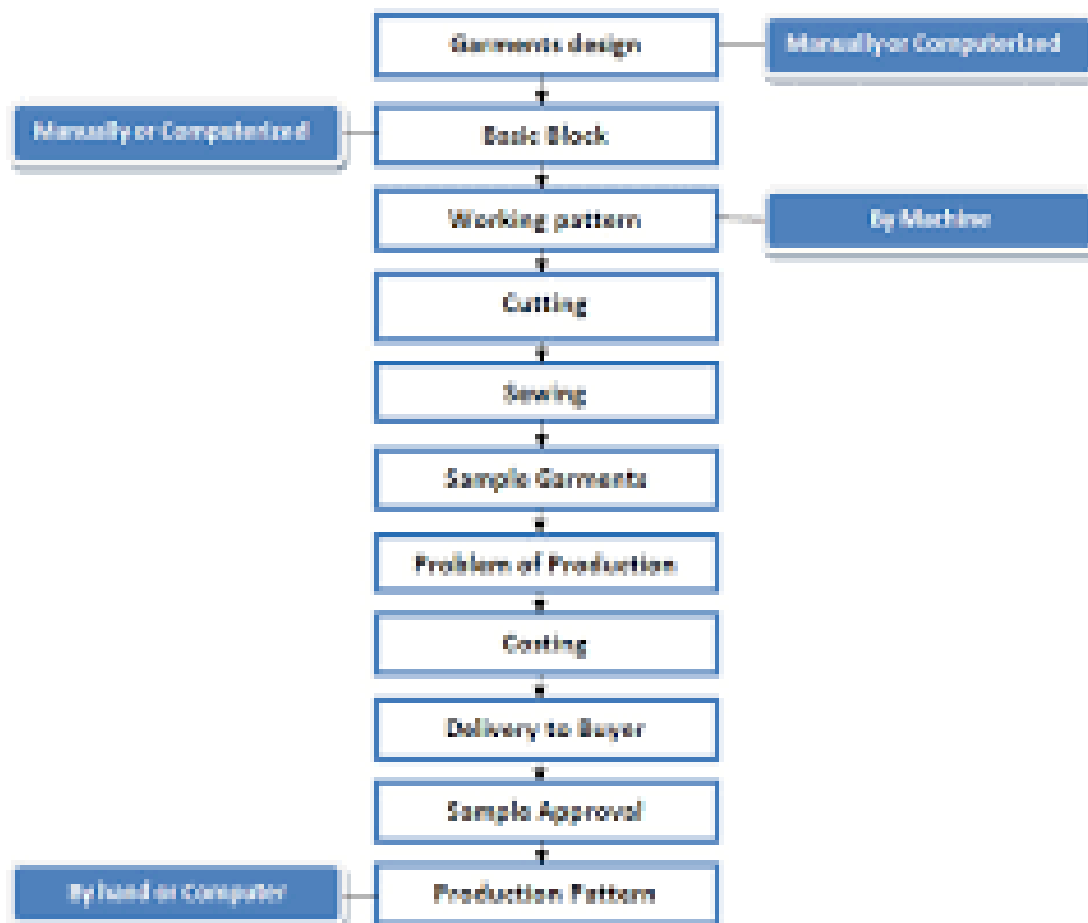 Garments design
Manually or Computerized
Manually or Computerized
Basic Block
Working pattern
By Machine
Cutting
Sewing
Sample Garments
Problem of Production
Costing
Delivery to Buyer
Sample Approval
By hand or Computer
Production Pattern